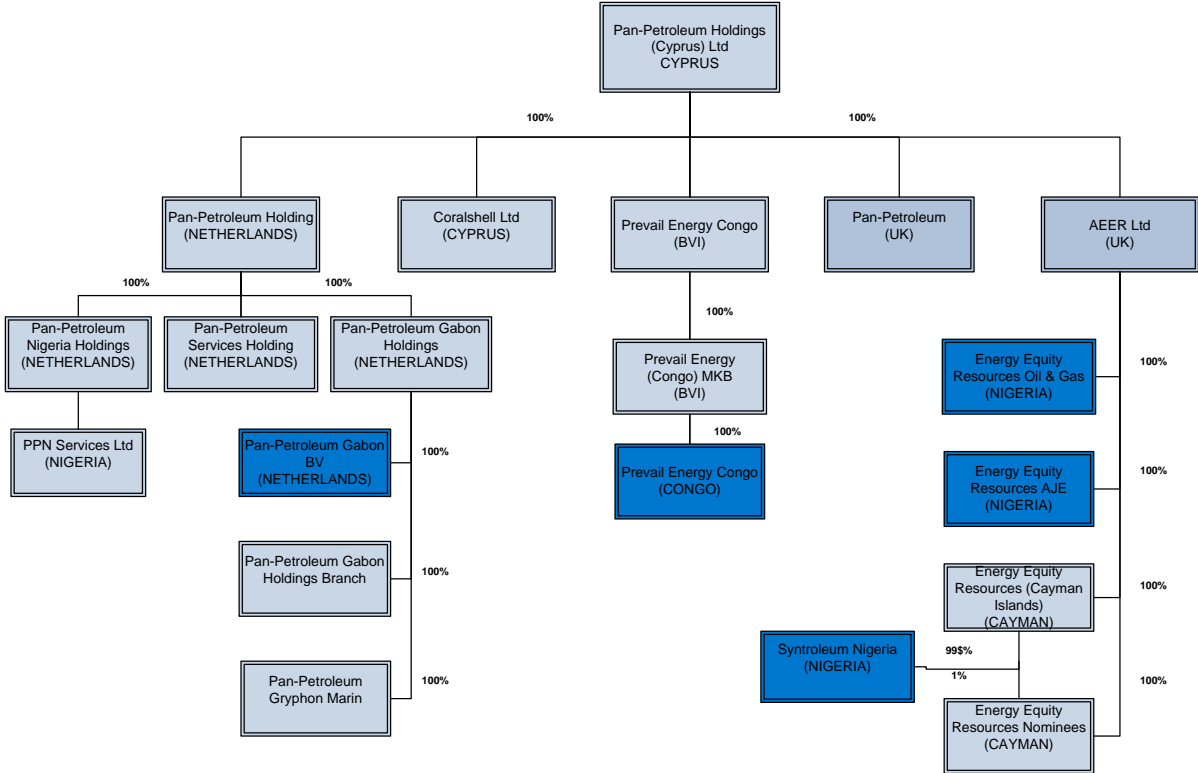 Pan-Petroleum Holdings
(Cyprus) Ltd
CYPRUS
100%
100%
Pan-Petroleum Holding
(NETHERLANDS)
Coralshell Ltd
(CYPRUS)
Prevail Energy Congo
(BVI)
Pan-Petroleum
(UK)
AEER Ltd
(UK)
100%
100%
100%
Pan-Petroleum
Nigeria Holdings
(NETHERLANDS)
Pan-Petroleum
Services Holding
(NETHERLANDS)
Pan-Petroleum Gabon
Holdings
(NETHERLANDS)
Prevail Energy
(Congo) MKB
(BVI)
Energy Equity
Resources Oil & Gas
(NIGERIA)
100%
PPN Services Ltd
(NIGERIA)
Pan-Petroleum Gabon
BV
(NETHERLANDS)
100%
100%
Prevail Energy Congo
(CONGO)
Energy Equity
Resources AJE
(NIGERIA)
100%
Pan-Petroleum Gabon
Holdings Branch
100%
Energy Equity
Resources (Cayman
Islands)
(CAYMAN)
100%
Syntroleum Nigeria
(NIGERIA)
99$%
1%
Pan-Petroleum
Gryphon Marin
100%
Energy Equity
Resources Nominees
(CAYMAN)
100%